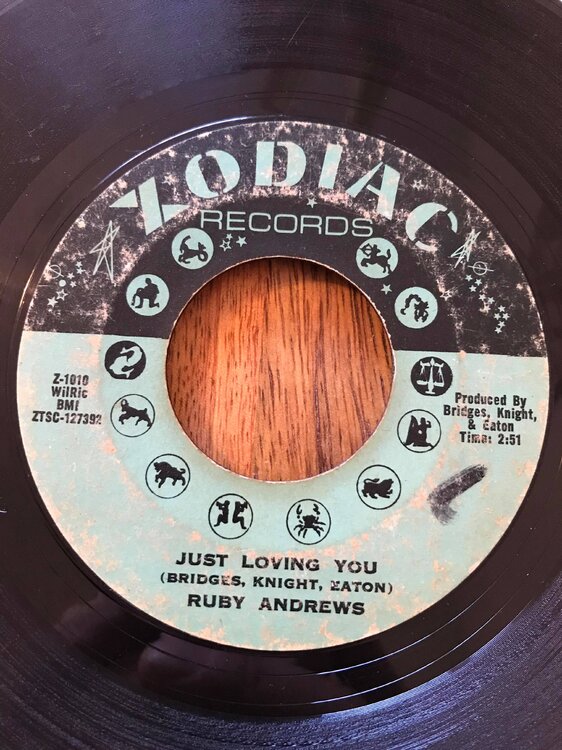 ZODIAC
RECORDS
Z-1010
WilRic
BMI
ZTSC-127392
Produced By
Bridges, Knight,
& Eaton
Time: 2:51
JUST LOVING YOU
(BRIDGES, KNIGHT, EATON)
RUBY ANDREWS